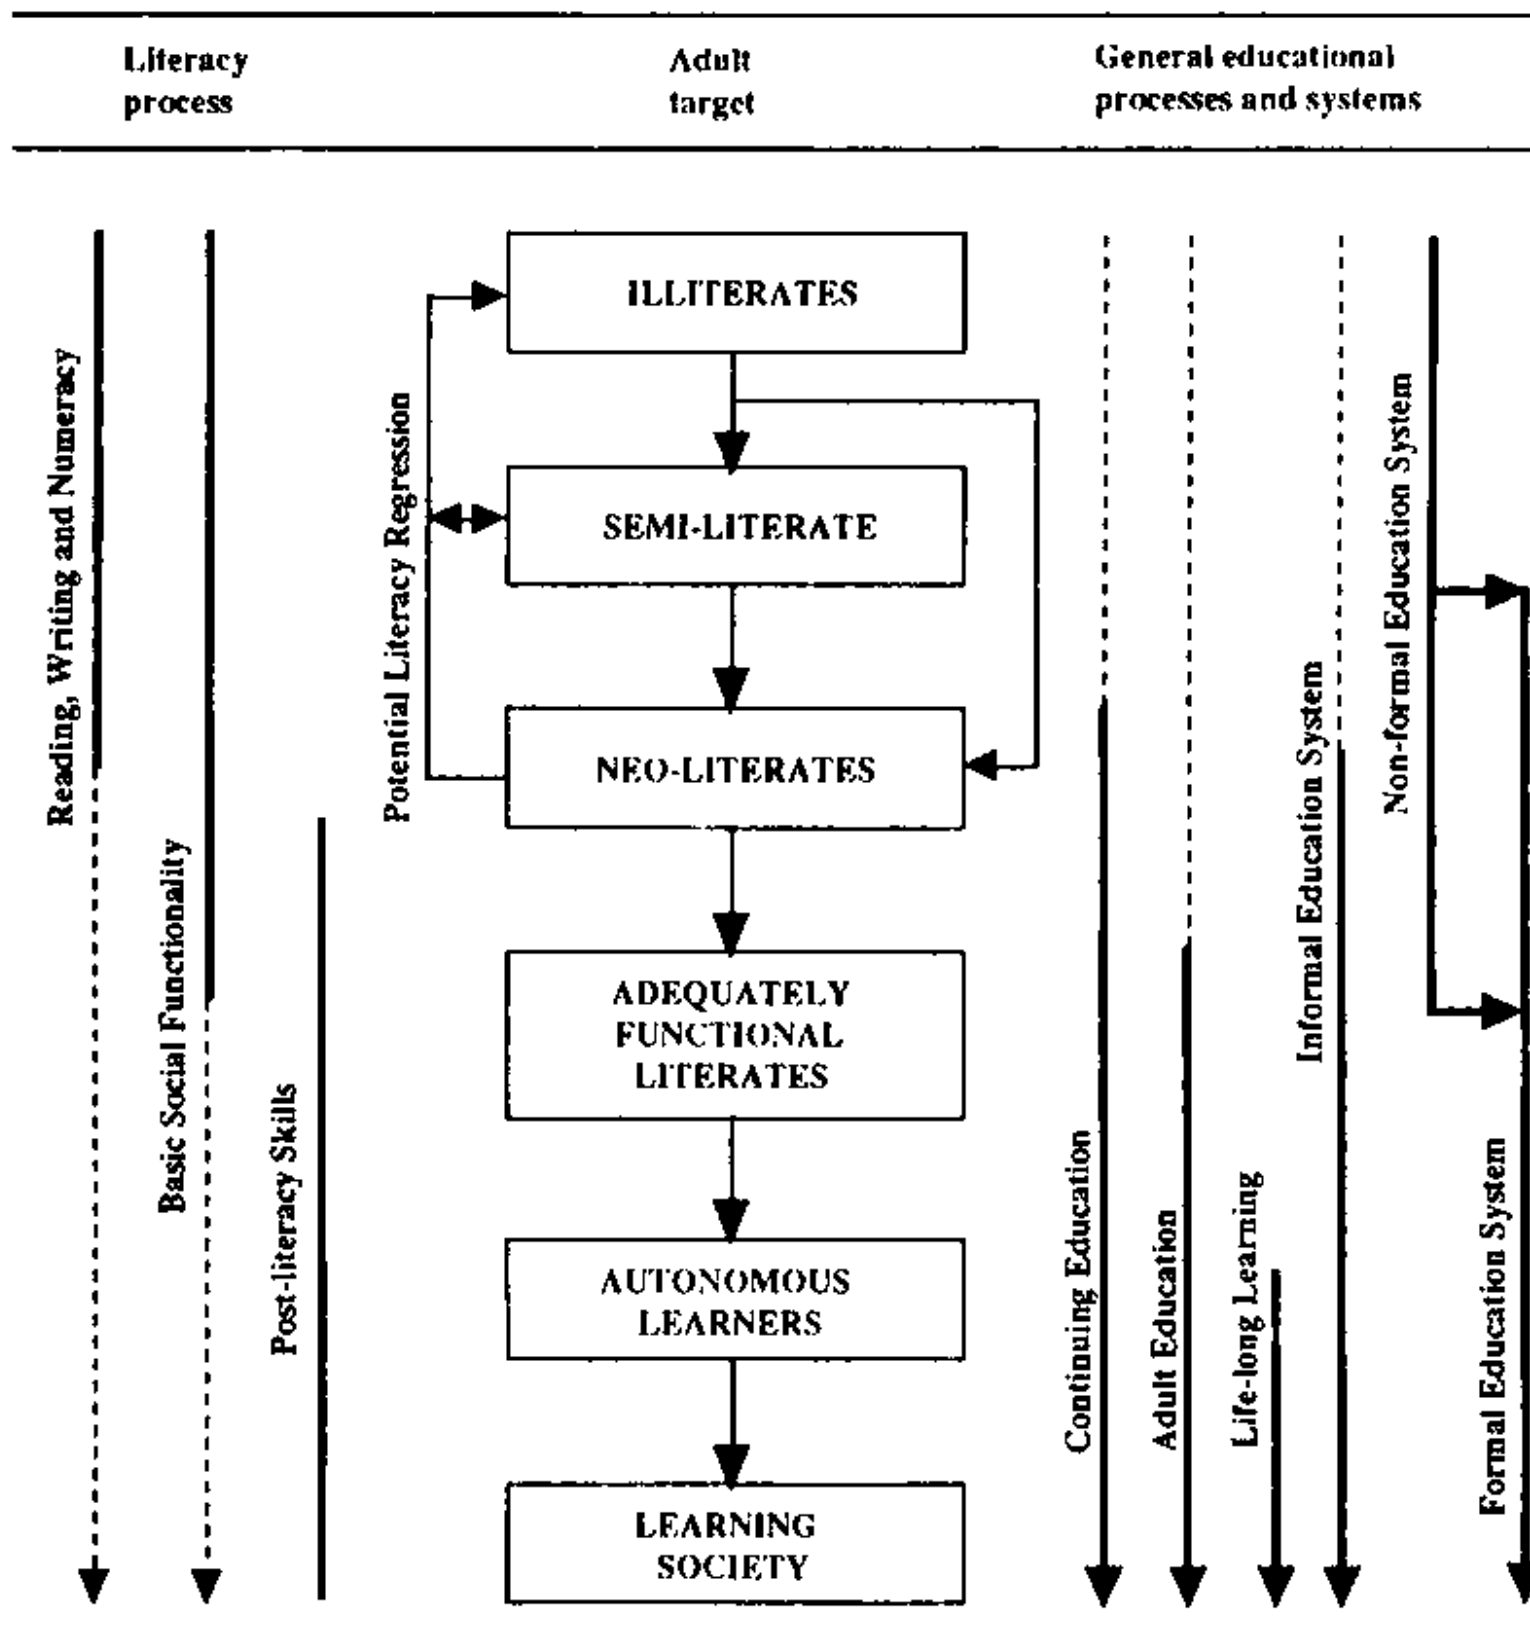 Literacy
process
Adult
target
General educational
processes and systems
Reading, Writing and Numeracy
Basic Social Functionality
Post-literacy Skills
Potential Literacy Regression
ILLITERATES
SEMI-LITERATE
NEO-LITERATES
ADEQUATELY
FUNCTIONAL
LITERATES
AUTONOMOUS
LEARNERS
LEARNING
SOCIETY
Continuing Education
Adult Education
Life-long Learning
Informal Education System
Non-formal Education System
Formal Education System